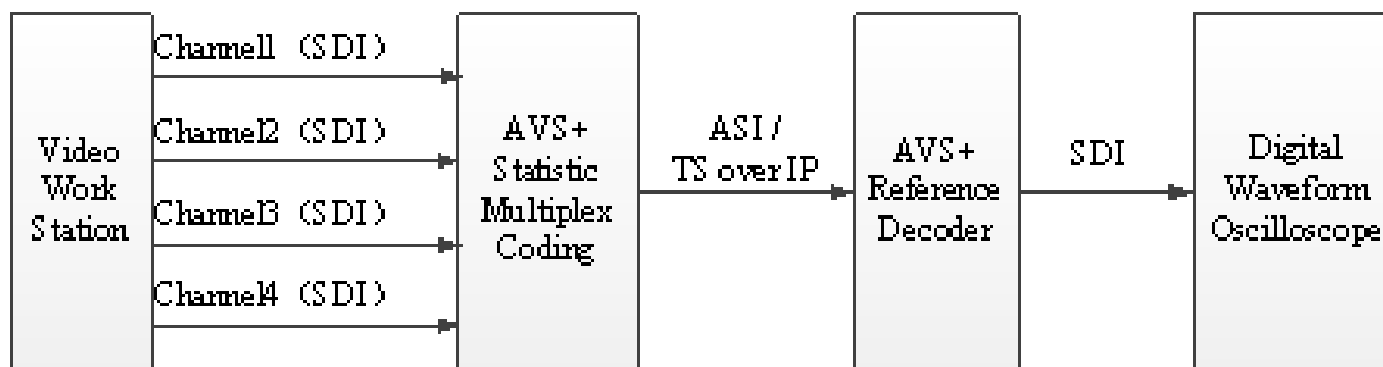 Video
Work
Station
Channel1 (SDI)
Channel2 (SDI)
Channel3 (SDI)
Channel4 (SDI)
AVS+
Statistic
Multiplex
Coding
ASI /
TS over IP
AVS+
Reference
Decoder
SDI
Digital
Waveform
Oscilloscope